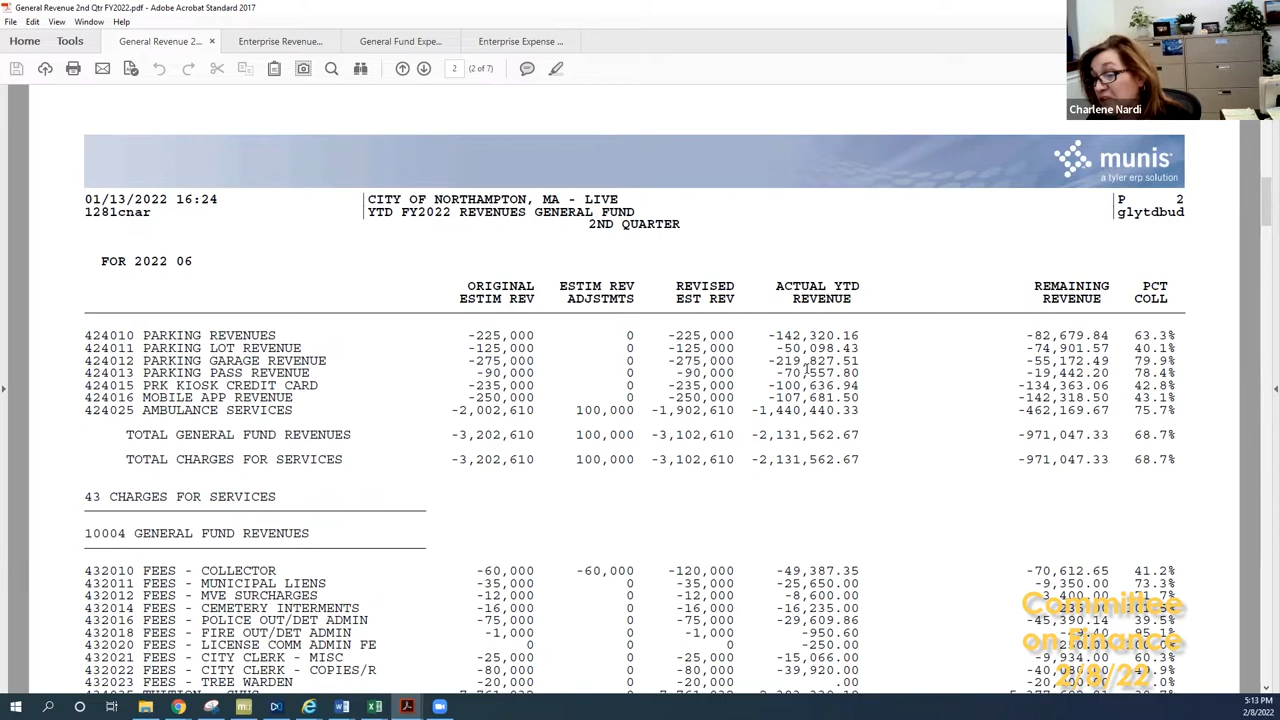 General Revenue 2nd Qtr FY2022.pdf - Adobe Acrobat Standard 2017
File Edit View Window Help
Home Tools General Revenue 2... × Enterprise Revenue... General Fund Expe... Enterprise Expense ...
2 (2 of 7)
Charlene Nardi
munis
a tyler erp solution
01/13/2022 16:24 CITY OF NORTHAMPTON, MA - LIVE P 2
1281cnar YTD FY2022 REVENUES GENERAL FUND glytdbud
2ND QUARTER
FOR 2022 06
ORIGINAL ESTIM REV REVISED ACTUAL YTD REMAINING PCT
ESTIM REV ADJSTMTS EST REV REVENUE REVENUE COLL
424010 PARKING REVENUES -225,000 0 -225,000 -142,320.16 -82,679.84 63.3%
424011 PARKING LOT REVENUE -125,000 0 -125,000 -50,098.43 -74,901.57 40.1%
424012 PARKING GARAGE REVENUE -275,000 0 -275,000 -219,827.51 -55,172.49 79.9%
424013 PARKING PASS REVENUE -90,000 0 -90,000 -70,557.80 -19,442.20 78.4%
424015 PRK KIOSK CREDIT CARD -235,000 0 -235,000 -100,636.94 -134,363.06 42.8%
424016 MOBILE APP REVENUE -250,000 0 -250,000 -107,681.50 -142,318.50 43.1%
424025 AMBULANCE SERVICES -2,002,610 100,000 -1,902,610 -1,440,440.33 -462,169.67 75.7%
TOTAL GENERAL FUND REVENUES -3,202,610 100,000 -3,102,610 -2,131,562.67 -971,047.33 68.7%
TOTAL CHARGES FOR SERVICES -3,202,610 100,000 -3,102,610 -2,131,562.67 -971,047.33 68.7%
43 CHARGES FOR SERVICES
10004 GENERAL FUND REVENUES
432010 FEES - COLLECTOR -60,000 -60,000 -120,000 -49,387.35 -70,612.65 41.2%
432011 FEES - MUNICIPAL LIENS -35,000 0 -35,000 -25,650.00 -9,350.00 73.3%
432012 FEES - MVE SURCHARGES -12,000 0 -12,000 -8,600.00 -3,400.00 71.7%
432014 FEES - CEMETERY INTERMENTS -16,000 0 -16,000 -16,235.00
432016 FEES - POLICE OUT/DET ADMIN -75,000 0 -75,000 -29,609.86 -45,390.14 39.5%
432018 FEES - FIRE OUT/DET ADMIN -1,000 0 -1,000 -950.60 95.1%
432020 FEES - LICENSE COMM ADMIN FE 0 0 0 -250.00
432021 FEES - CITY CLERK - MISC -25,000 0 -25,000 -15,066.00 -9,934.00 60.3%
432022 FEES - CITY CLERK - COPIES/R -80,000 0 -80,000 -39,920.00
432023 FEES - TREE WARDEN -20,000 0 -20,000 .00
Committee
on Finance
2/8/22
5:13 PM
2/8/2022